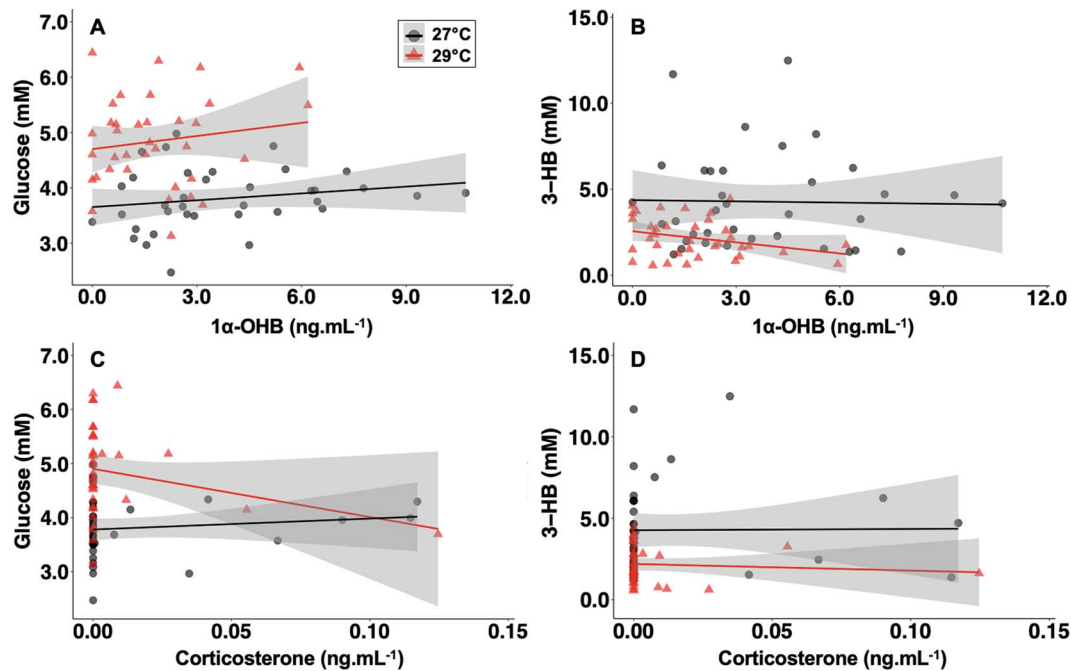 A
7.0
6.0
5.0
4.0
3.0
Glucose (mM)
0.0 3.0 6.0 9.0 12.0
1α-OHB (ng.mL⁻¹)
27°C
29°C
B
15.0
10.0
5.0
0.0
3–HB (mM)
0.0 3.0 6.0 9.0 12.0
1α-OHB (ng.mL⁻¹)
C
7.0
6.0
5.0
4.0
3.0
Glucose (mM)
0.00 0.05 0.10 0.15
Corticosterone (ng.mL⁻¹)
D
15.0
10.0
5.0
0.0
3–HB (mM)
0.00 0.05 0.10 0.15
Corticosterone (ng.mL⁻¹)